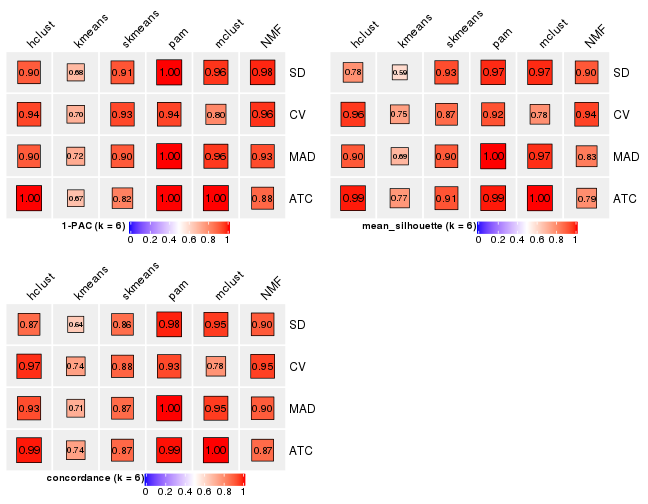 hclust kmeans skmeans pam mclust NMF
0.90 0.68 0.91 1.00 0.96 0.98 SD
0.94 0.70 0.93 0.94 0.80 0.96 CV
0.90 0.72 0.90 1.00 0.96 0.93 MAD
1.00 0.67 0.82 1.00 1.00 0.88 ATC
1-PAC (k = 6)
0 0.2 0.4 0.6 0.8 1
hclust kmeans skmeans pam mclust NMF
0.78 0.59 0.93 0.97 0.97 0.90 SD
0.96 0.75 0.87 0.92 0.78 0.94 CV
0.90 0.69 0.90 1.00 0.97 0.83 MAD
0.99 0.77 0.91 0.99 1.00 0.79 ATC
mean_silhouette (k = 6)
0 0.2 0.4 0.6 0.8 1
hclust kmeans skmeans pam mclust NMF
0.87 0.64 0.86 0.98 0.95 0.90 SD
0.97 0.74 0.88 0.93 0.78 0.95 CV
0.93 0.71 0.87 1.00 0.95 0.90 MAD
0.99 0.74 0.87 0.99 1.00 0.87 ATC
concordance (k = 6)
0 0.2 0.4 0.6 0.8 1